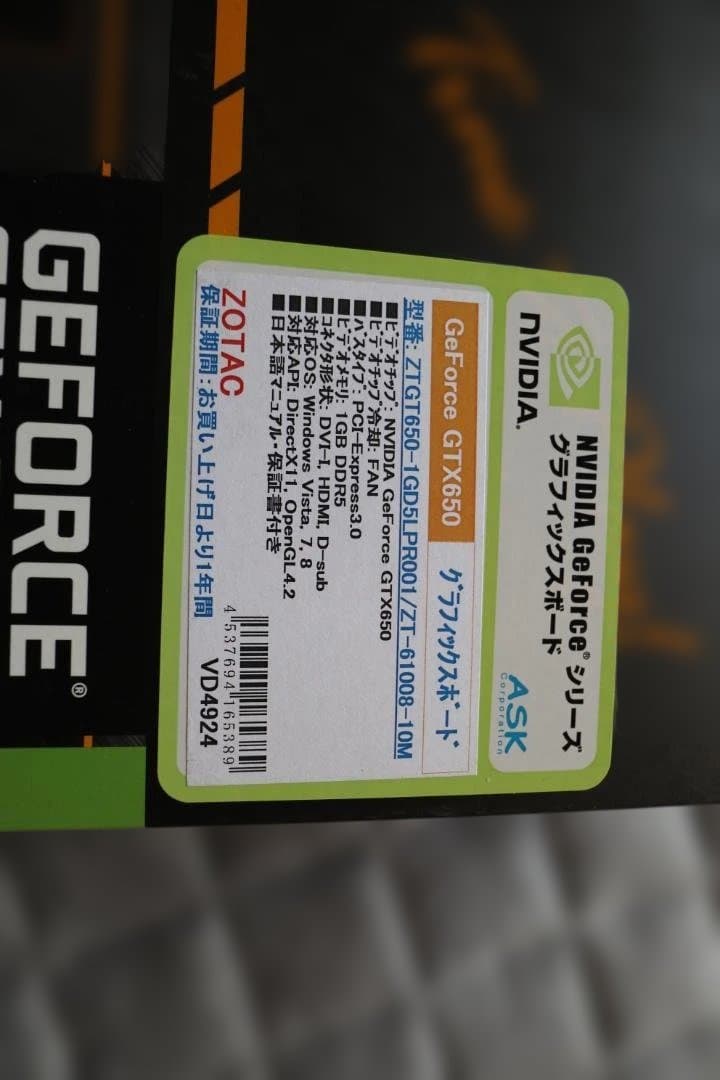 NVIDIA.
NVIDIA GeForce® シリーズ
グラフィックスボード
ASK
Corporation
GeForce GTX650 グラフィックスボード
型番: ZTGT650-1GD5LPR001/ZT-61008-10M
■ビデオチップ: NVIDIA GeForce GTX650
■ビデオチップ冷却: FAN
■バスタイプ: PCI-Express3.0
■ビデオメモリ: 1GB DDR5
■コネクタ形状: DVI-I, HDMI, D-sub
■対応OS: Windows Vista, 7, 8
■対応API: DirectX11, OpenGL4.2
■日本語マニュアル・保証書付き
ZOTAC
保証期間:お買い上げ日より1年間
4 537694 165389
VD4924
GEFORCE®